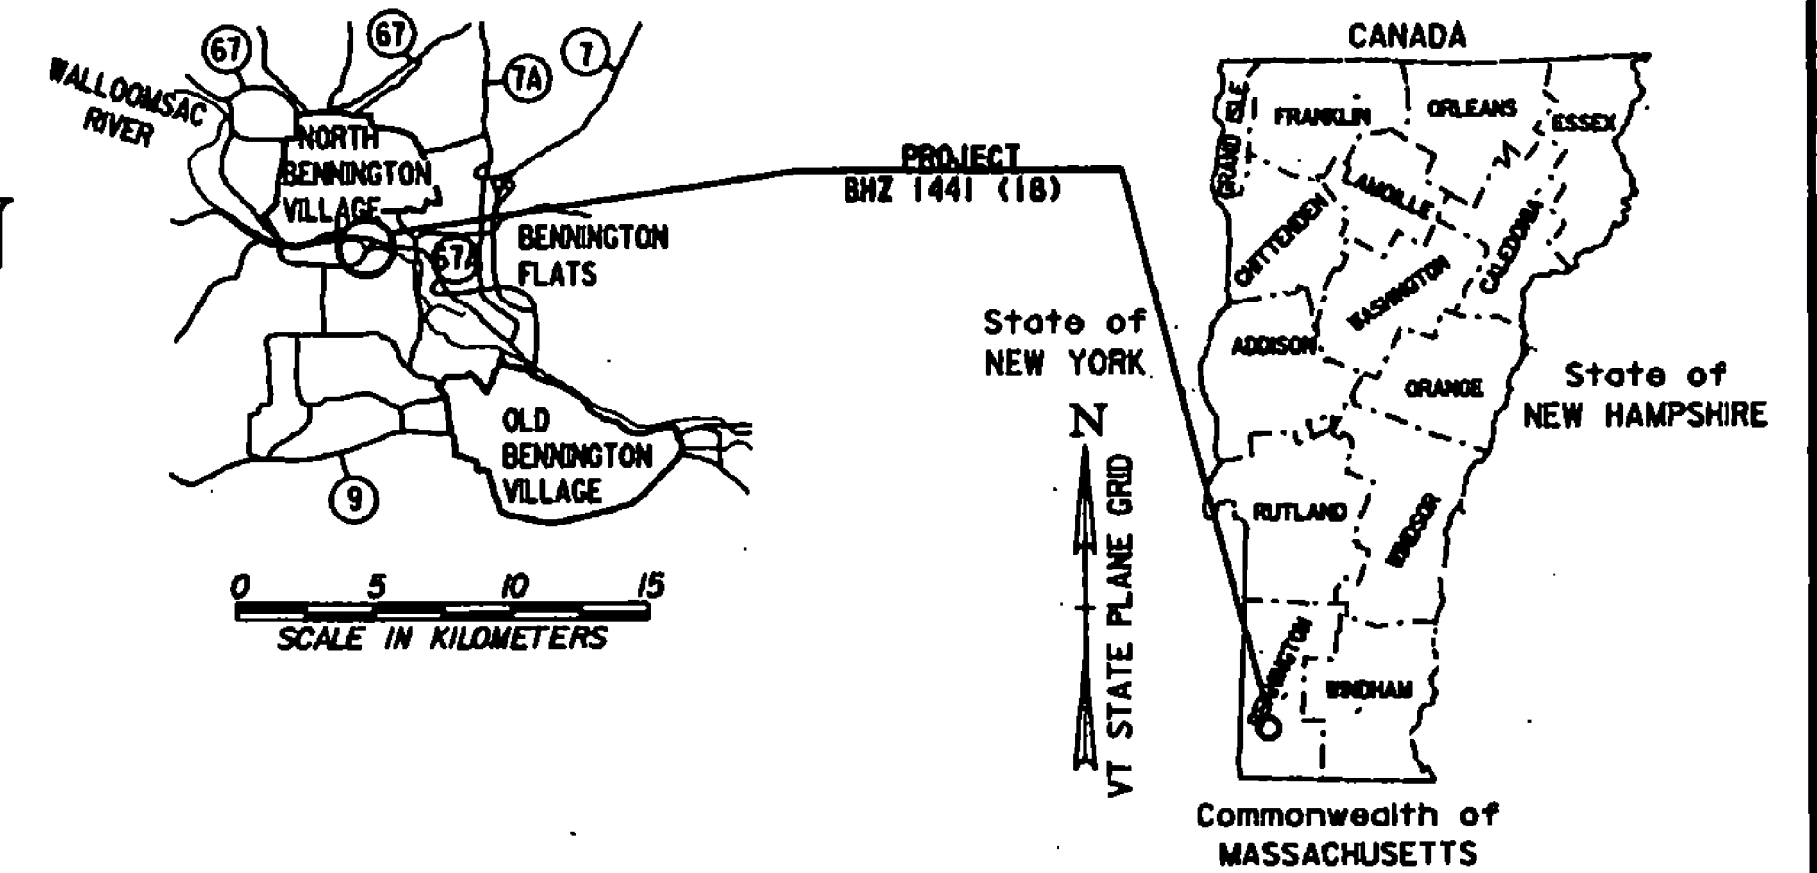 67
67
7A
7
WALLOOMSAC
RIVER
NORTH
BENNINGTON
VILLAGE
67A
BENNINGTON
FLATS
OLD
BENNINGTON
VILLAGE
9
0 5 10 15
SCALE IN KILOMETERS
PROJECT
BHZ 1441 (18)
CANADA
GRAND ISLE
FRANKLIN
ORLEANS
ESSEX
LAMOILLE
CHITTENDEN
CALEDONIA
WASHINGTON
ADDISON
ORANGE
State of
NEW YORK
State of
NEW HAMPSHIRE
N
VT STATE PLANE GRID
RUTLAND
WINDSOR
BENNINGTON
WINDHAM
Commonwealth of
MASSACHUSETTS